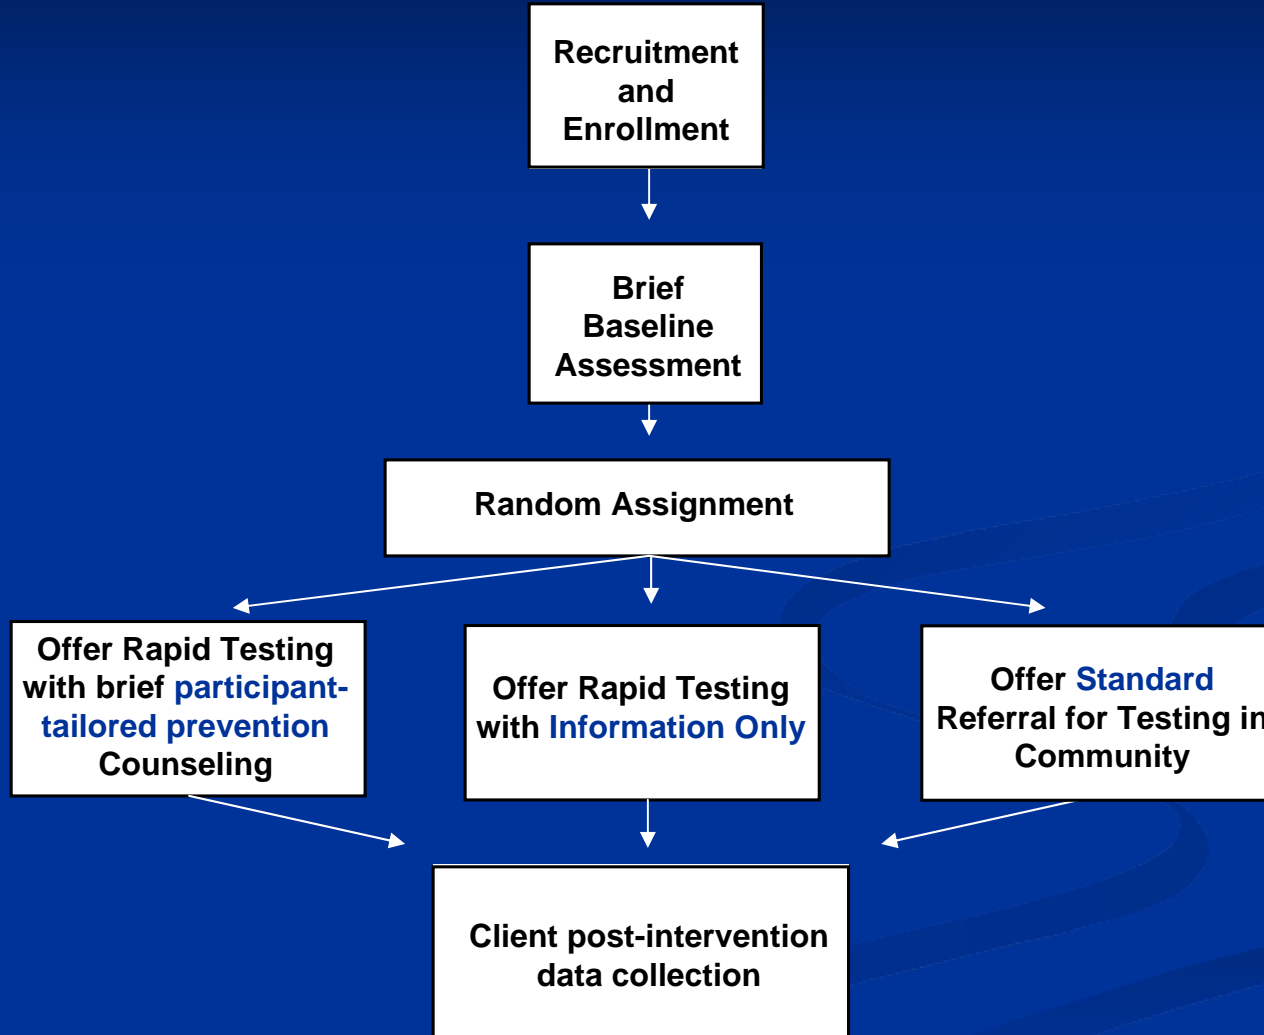 Recruitment
and
Enrollment
Brief
Baseline
Assessment
Random Assignment
Offer Rapid Testing
with brief participant-
tailored prevention
Counseling
Offer Rapid Testing
with Information Only
Offer Standard
Referral for Testing in
Community
Client post-intervention
data collection